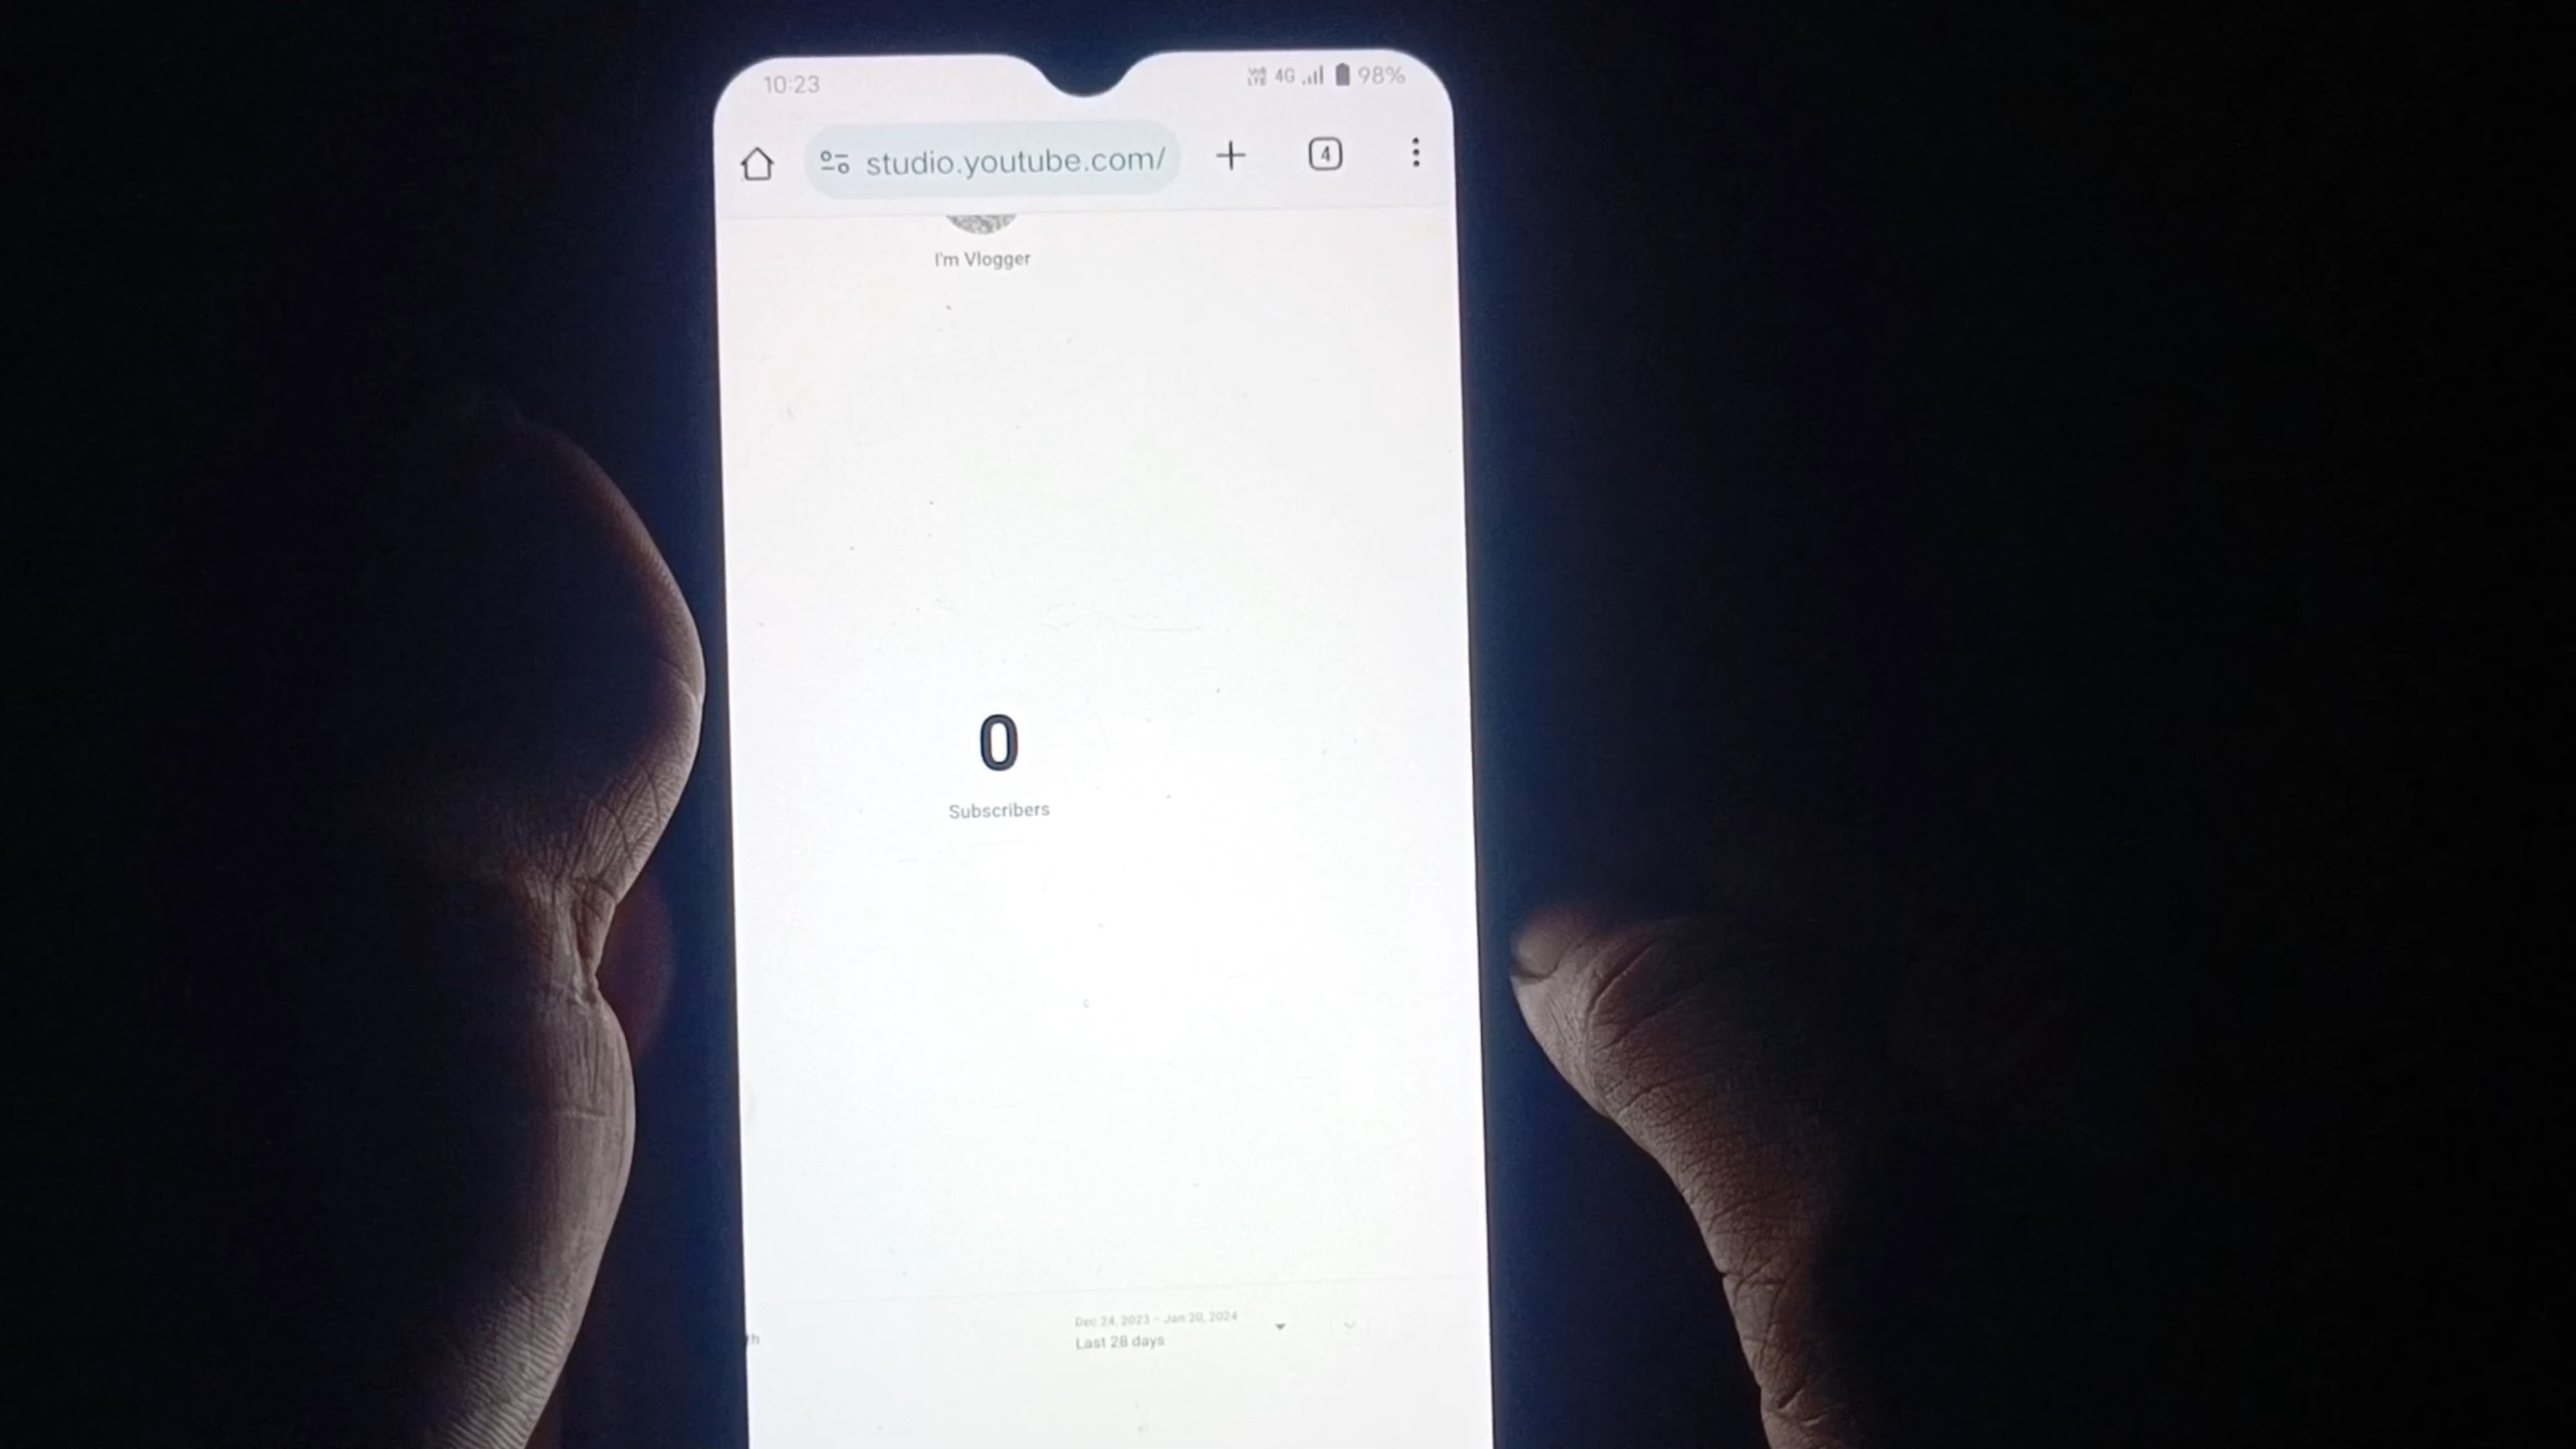 10:23
4G 98%
studio.youtube.com/
4
I'm Vlogger
0
Subscribers
Dec 24, 2023 – Jan 20, 2024
Last 28 days